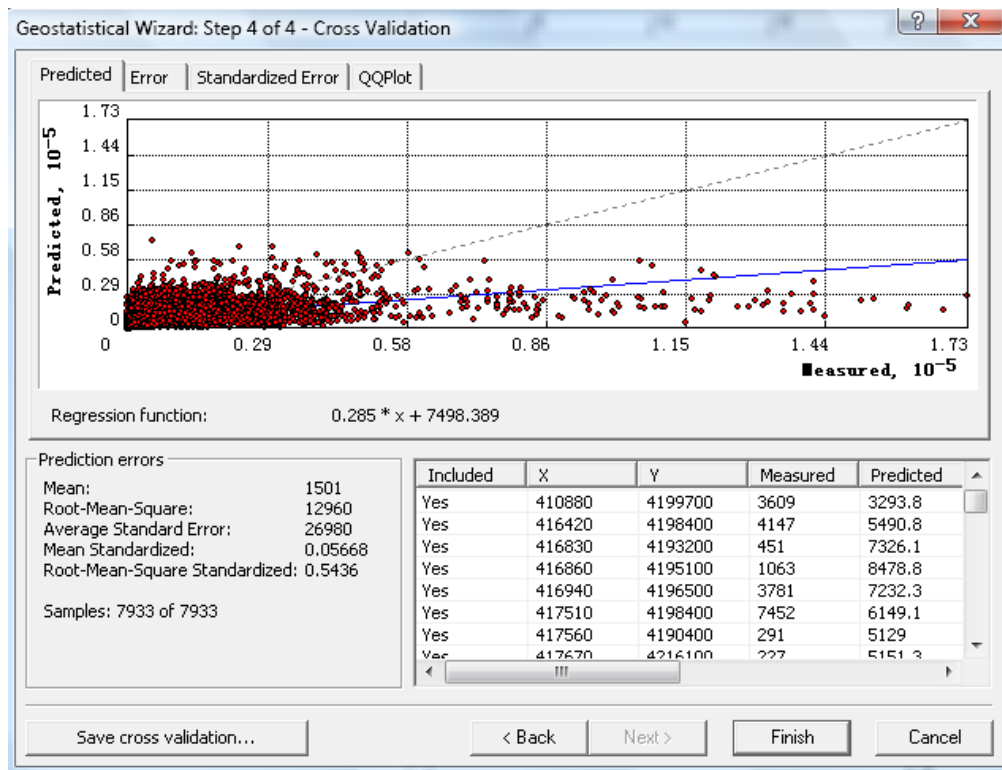 Geostatistical Wizard: Step 4 of 4 - Cross Validation
Predicted Error Standardized Error QQPlot
1.73
1.44
1.15
0.86
0.58
0.29
0
Predicted, 10⁻⁵
0 0.29 0.58 0.86 1.15 1.44 1.73
Measured, 10⁻⁵
Regression function: 0.285 * x + 7498.389
Prediction errors
Mean: 1501
Root-Mean-Square: 12960
Average Standard Error: 26980
Mean Standardized: 0.05668
Root-Mean-Square Standardized: 0.5436
Samples: 7933 of 7933
Included X Y Measured Predicted
Yes 410880 4199700 3609 3293.8
Yes 416420 4198400 4147 5490.8
Yes 416830 4193200 451 7326.1
Yes 416860 4195100 1063 8478.8
Yes 416940 4196500 3781 7232.3
Yes 417510 4198400 7452 6149.1
Yes 417560 4190400 291 5129
Yes 417670 4216100 227 5151.3
Save cross validation... < Back Next > Finish Cancel